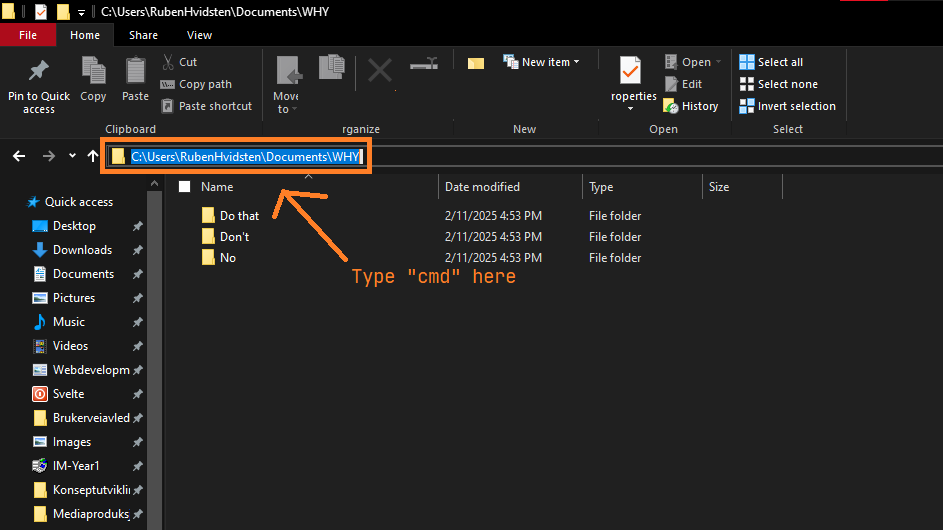 C:\Users\RubenHvidsten\Documents\WHY
File Home Share View
Pin to Quick access
Copy
Paste
Cut
Copy path
Paste shortcut
Clipboard
Move to
rganize
New item
New
roperties
Open
Edit
History
Open
Select all
Select none
Invert selection
Select
C:\Users\RubenHvidsten\Documents\WHY
Name Date modified Type Size
Quick access
Desktop
Downloads
Documents
Pictures
Music
Videos
Webdevelopm
Svelte
Brukerveiavled
Images
IM-Year1
Konseptutviklin
Mediaproduksj
Do that 2/11/2025 4:53 PM File folder
Don't 2/11/2025 4:53 PM File folder
No 2/11/2025 4:53 PM File folder
Type "cmd" here